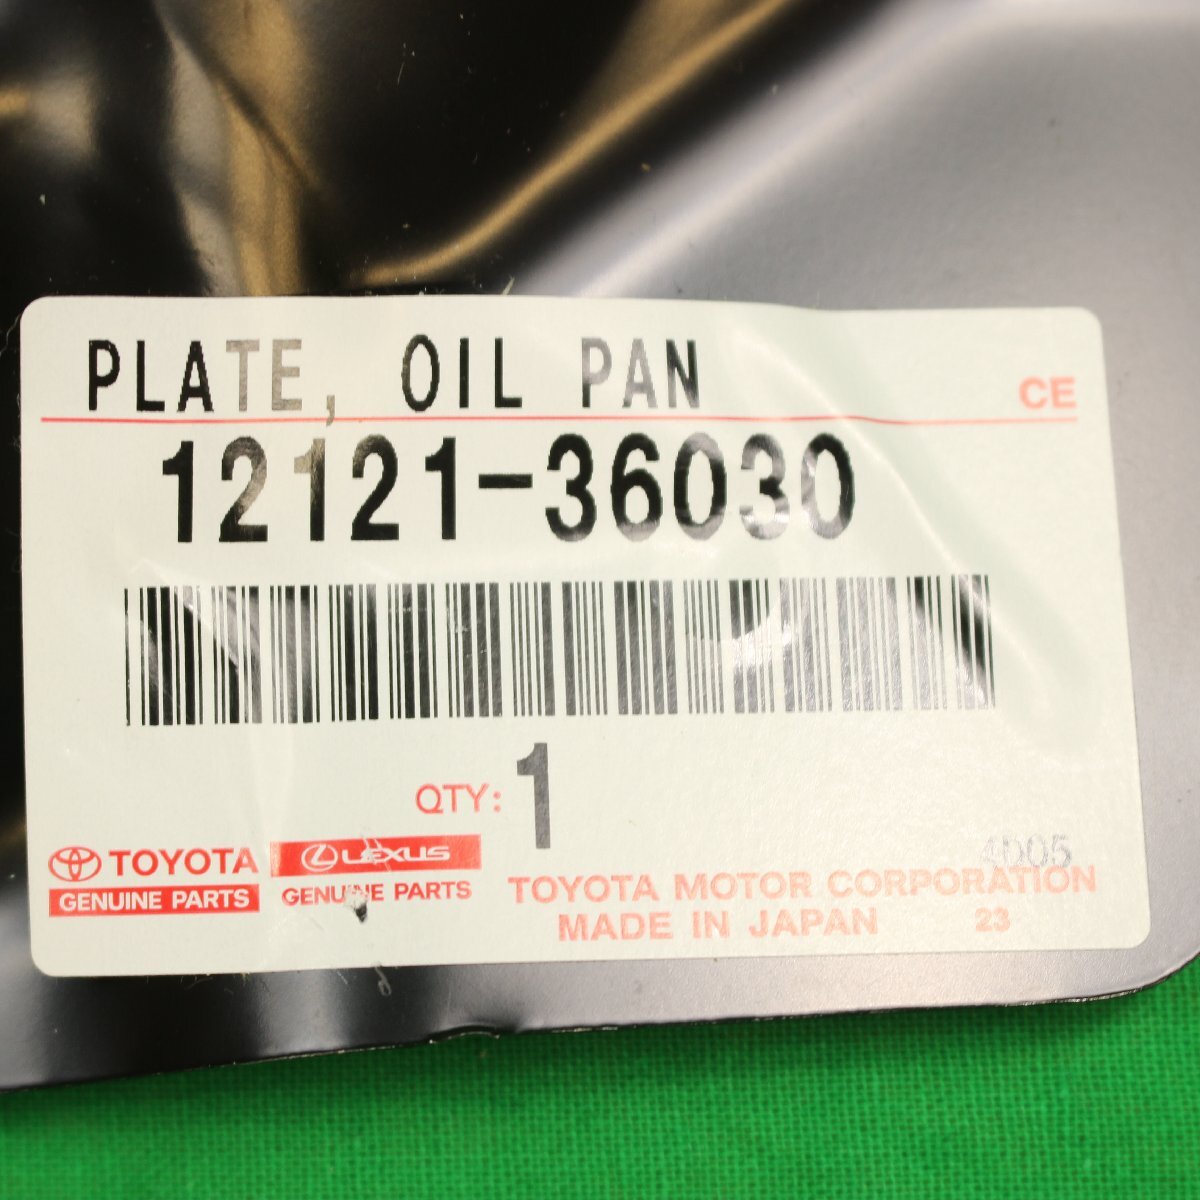 PLATE, OIL PAN
CE
12121-36030
QTY: 1
TOYOTA
GENUINE PARTS
LEXUS
GENUINE PARTS
4D05
TOYOTA MOTOR CORPORATION
MADE IN JAPAN 23